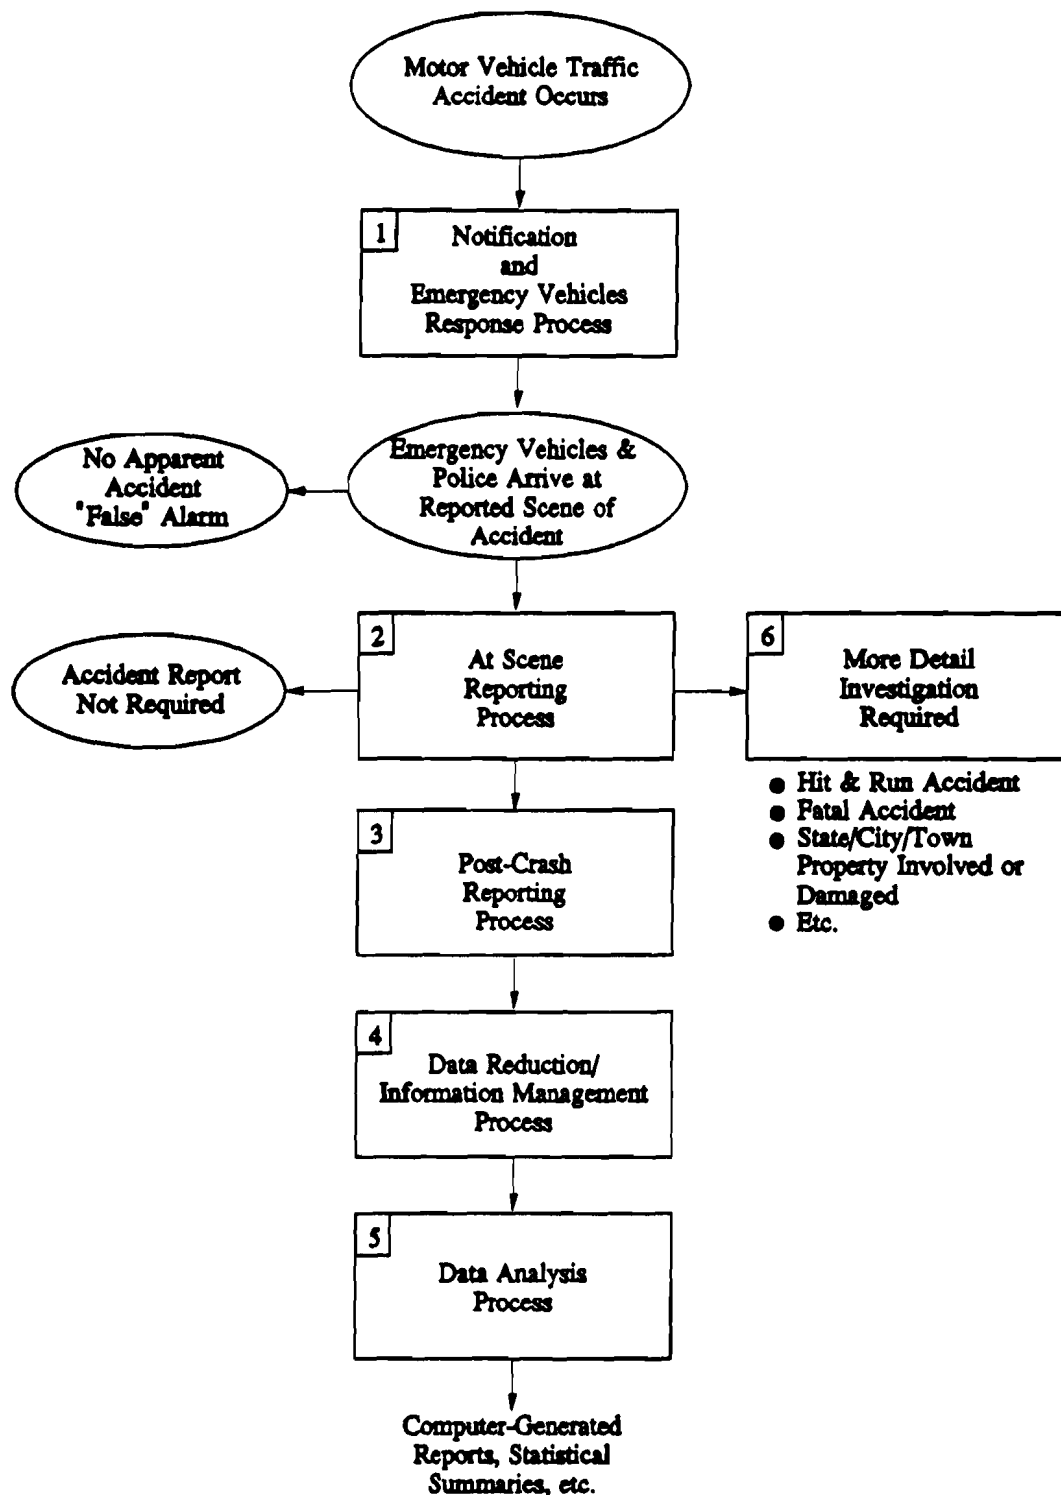 Motor Vehicle Traffic
Accident Occurs
1
Notification
and
Emergency Vehicles
Response Process
No Apparent
Accident
"False" Alarm
Emergency Vehicles &
Police Arrive at
Reported Scene of
Accident
Accident Report
Not Required
2
At Scene
Reporting
Process
6
More Detail
Investigation
Required
● Hit & Run Accident
● Fatal Accident
● State/City/Town
Property Involved or
Damaged
● Etc.
3
Post-Crash
Reporting
Process
4
Data Reduction/
Information Management
Process
5
Data Analysis
Process
Computer-Generated
Reports, Statistical
Summaries, etc.